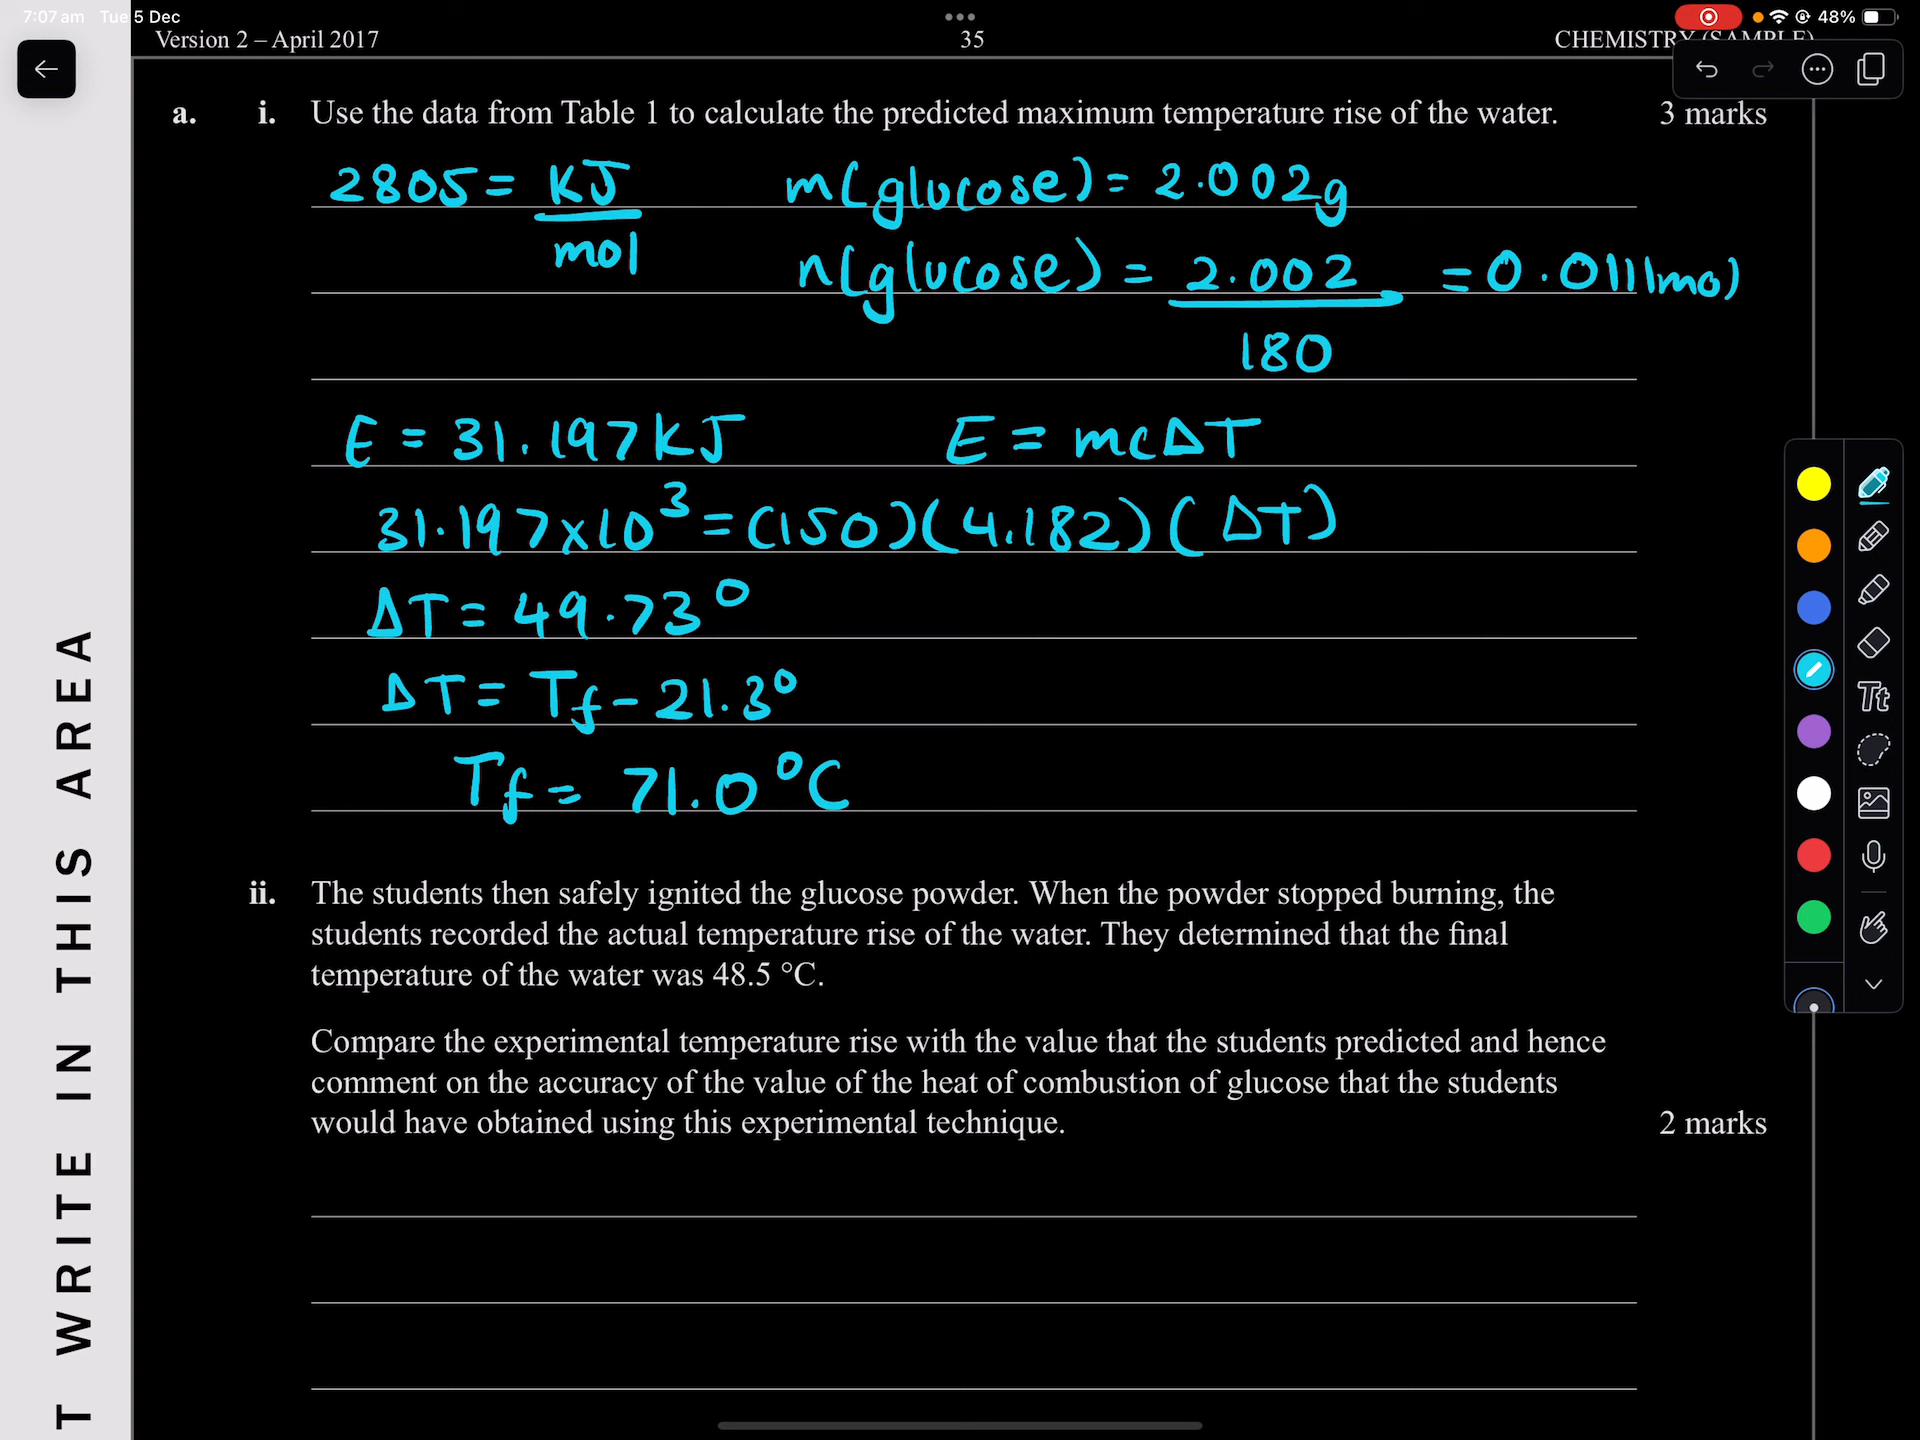 7:07 am Tue 5 Dec
48%
Version 2 – April 2017
35
CHEMISTRY (SAMPLE)
a. i. Use the data from Table 1 to calculate the predicted maximum temperature rise of the water. 3 marks
2805 = KJ/mol
m(glucose) = 2.002g
n(glucose) = 2.002/180 = 0.0111mol
E = 31.197KJ E = mcΔT
31.197x10³ = (150)(4.182)(ΔT)
ΔT = 49.73°
ΔT = Tf - 21.3°
Tf = 71.0°C
ii. The students then safely ignited the glucose powder. When the powder stopped burning, the
students recorded the actual temperature rise of the water. They determined that the final
temperature of the water was 48.5 °C.
Compare the experimental temperature rise with the value that the students predicted and hence
comment on the accuracy of the value of the heat of combustion of glucose that the students
would have obtained using this experimental technique. 2 marks
T WRITE IN THIS AREA
Tt